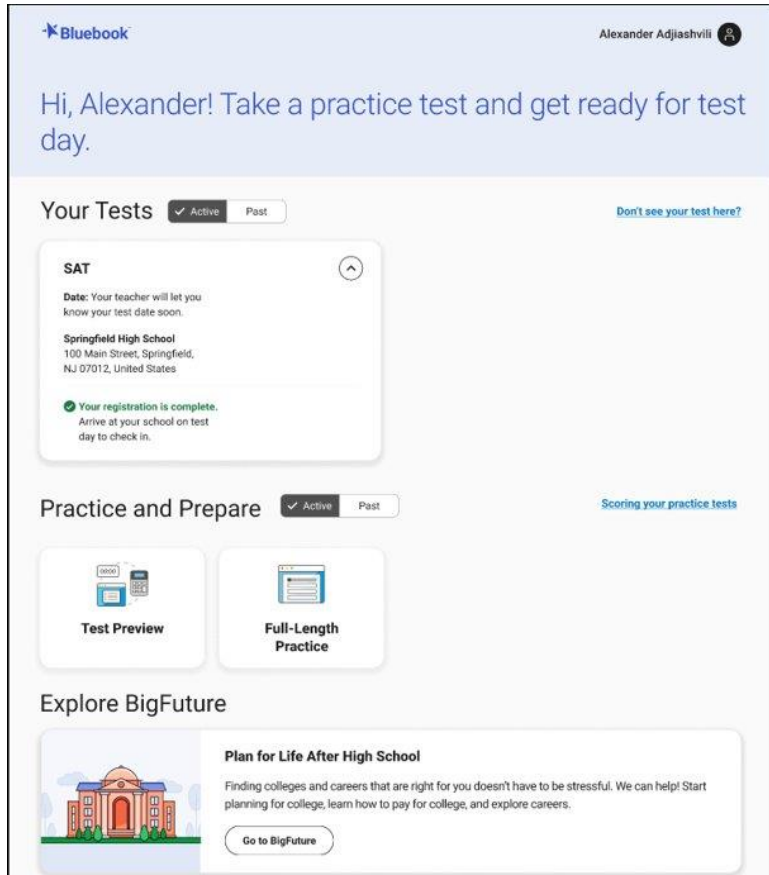 Bluebook
Alexander Adjiashvili
Hi, Alexander! Take a practice test and get ready for test
day.
Your Tests
Active
Past
Don't see your test here?
SAT
Date: Your teacher will let you
know your test date soon.
Springfield High School
100 Main Street, Springfield,
NJ 07012, United States
Your registration is complete.
Arrive at your school on test
day to check in.
Practice and Prepare
Active
Past
Scoring your practice tests
00:00
Test Preview
Full-Length
Practice
Explore BigFuture
Plan for Life After High School
Finding colleges and careers that are right for you doesn't have to be stressful. We can help! Start
planning for college, learn how to pay for college, and explore careers.
Go to BigFuture